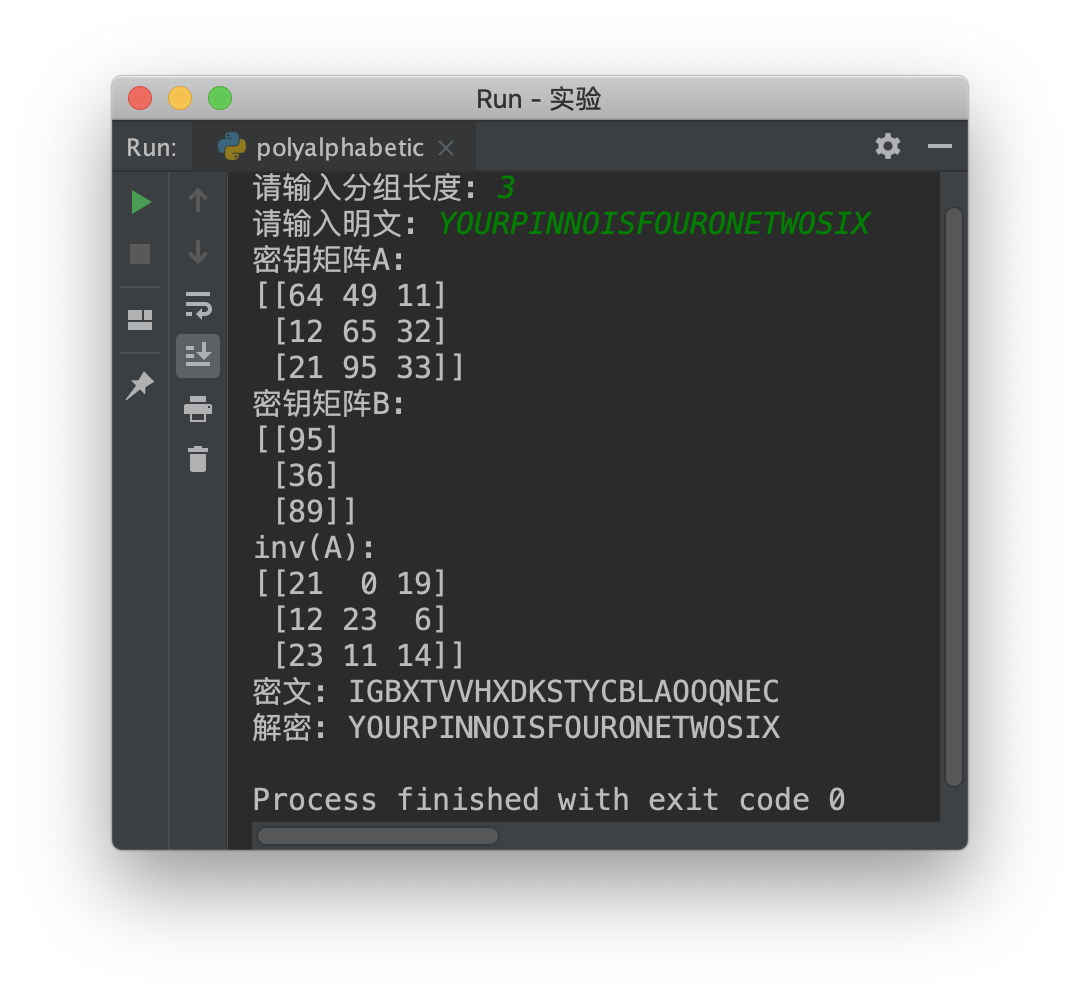 Run - 实验
Run: polyalphabetic
请输入分组长度: 3
请输入明文: YOURPINNOISFOURONETWOSIX
密钥矩阵A:
[[64 49 11]
 [12 65 32]
 [21 95 33]]
密钥矩阵B:
[[95]
 [36]
 [89]]
inv(A):
[[21  0 19]
 [12 23  6]
 [23 11 14]]
密文: IGBXTVVHXDKSTYCBLAOOQNEC
解密: YOURPINNOISFOURONETWOSIX
Process finished with exit code 0